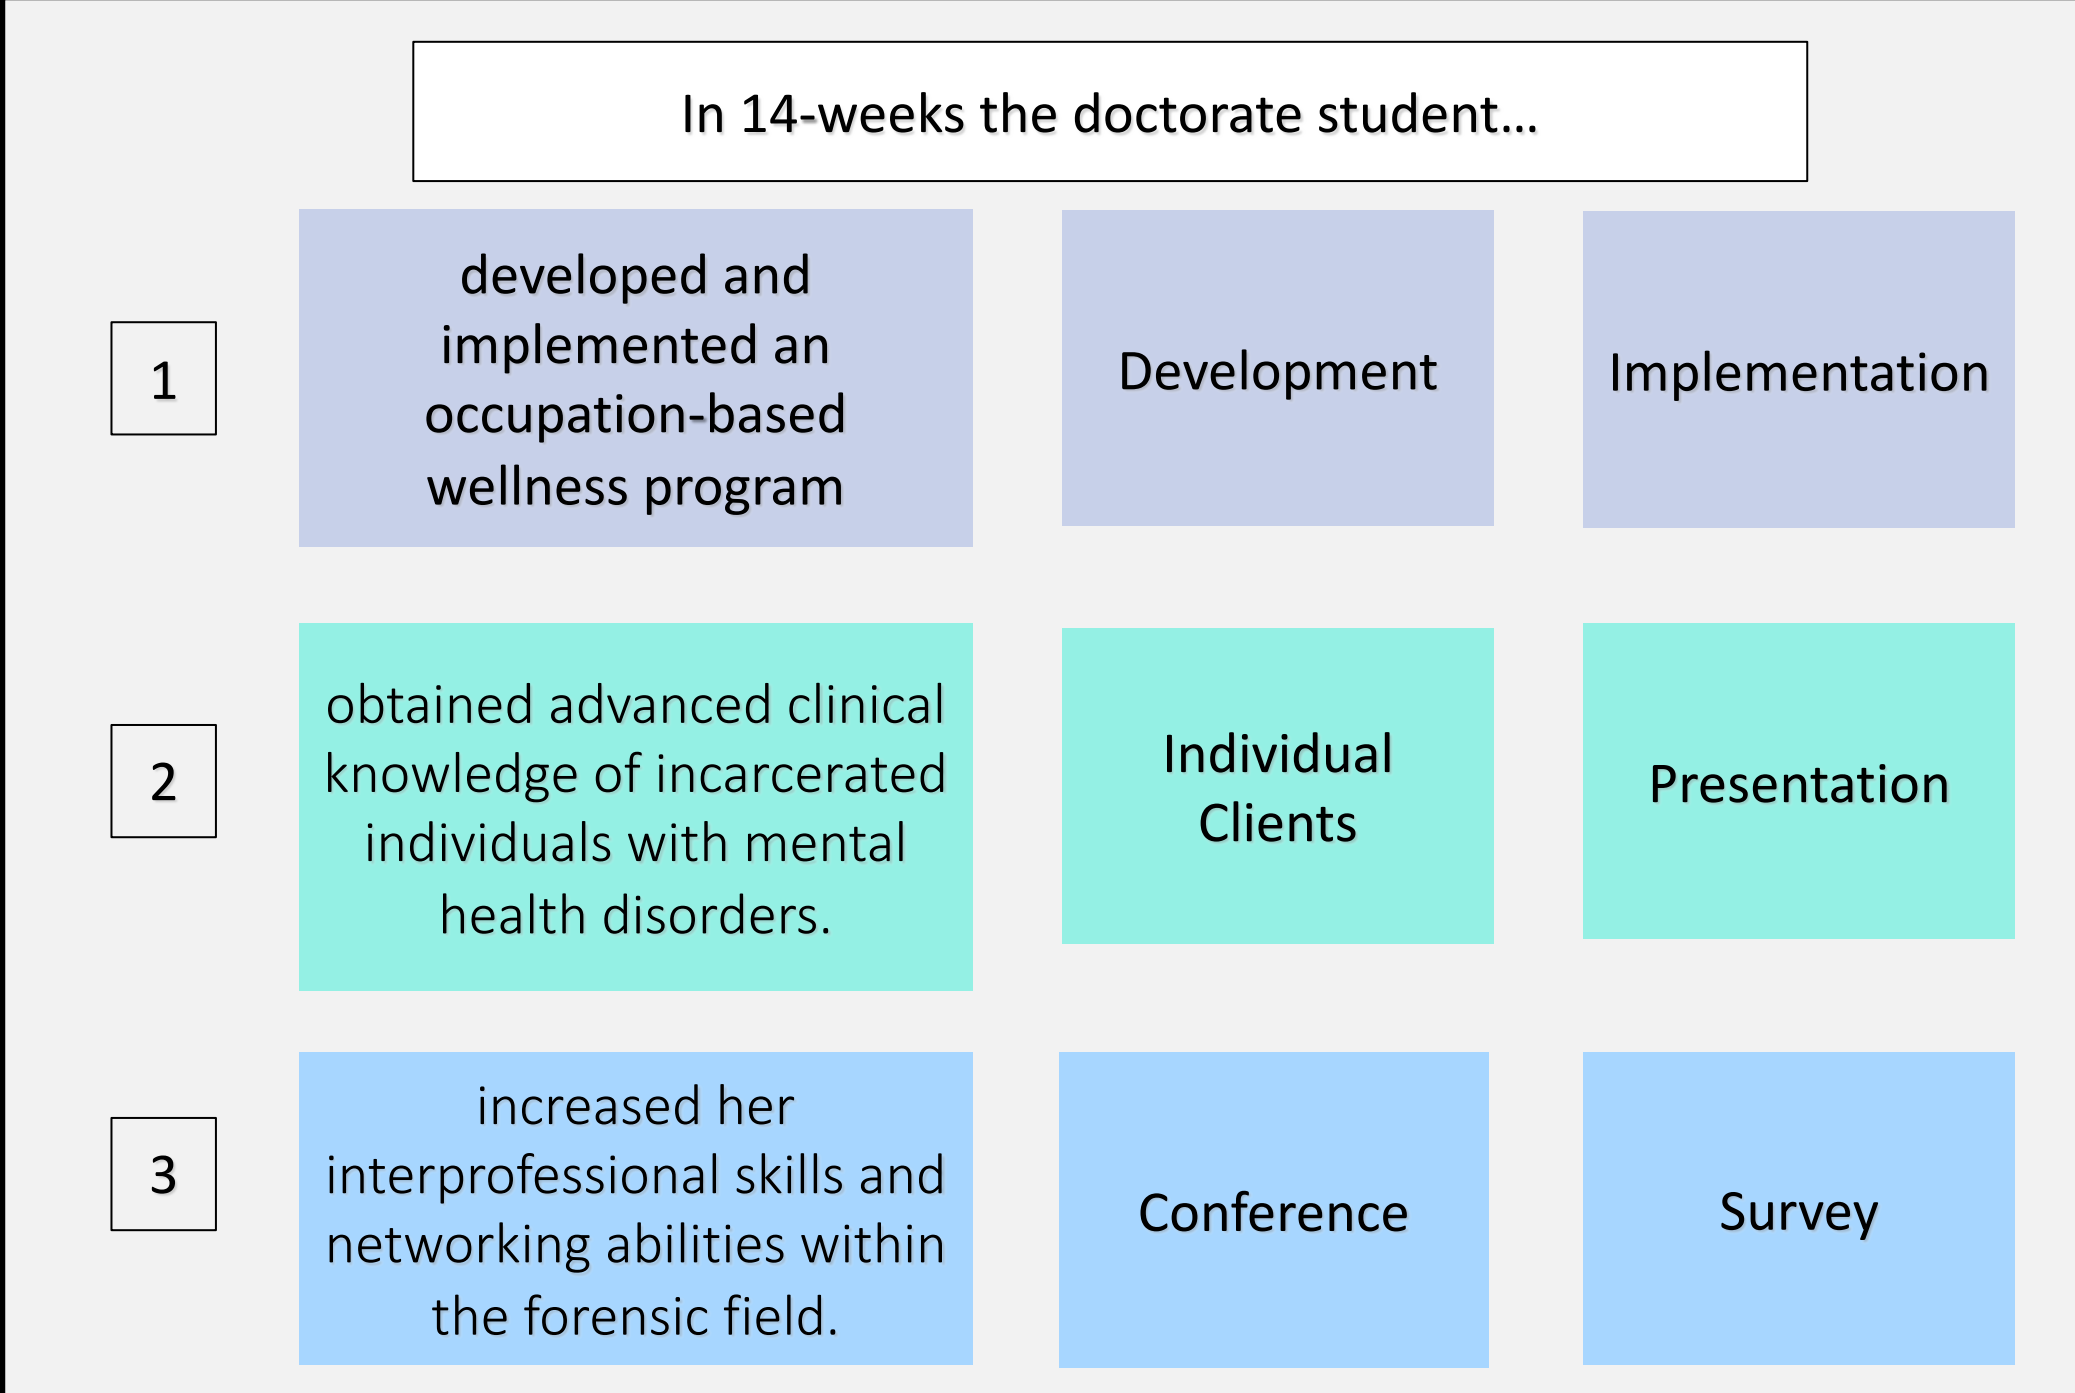 In 14-weeks the doctorate student...
1
developed and
implemented an
occupation-based
wellness program
Development
Implementation
2
obtained advanced clinical
knowledge of incarcerated
individuals with mental
health disorders.
Individual
Clients
Presentation
3
increased her
interprofessional skills and
networking abilities within
the forensic field.
Conference
Survey